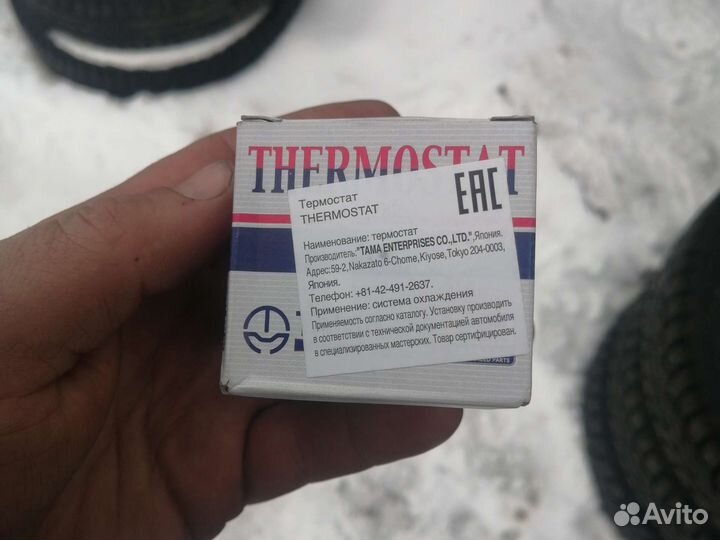 THERMOSTAT
Термостат
THERMOSTAT
EAC
Наименование: термостат
Производитель:"TAMA ENTERPRISES CO.,LTD.",Япония.
Адрес:59-2,Nakazato 6-Chome,Kiyose,Tokyo 204-0003,
Япония.
Телефон: +81-42-491-2637.
Применение: система охлаждения
Применяемость согласно каталогу. Установку производить
в соответствии с технической документацией автомобиля
в специализированных мастерских. Товар сертифицирован.
PARTS
Avito